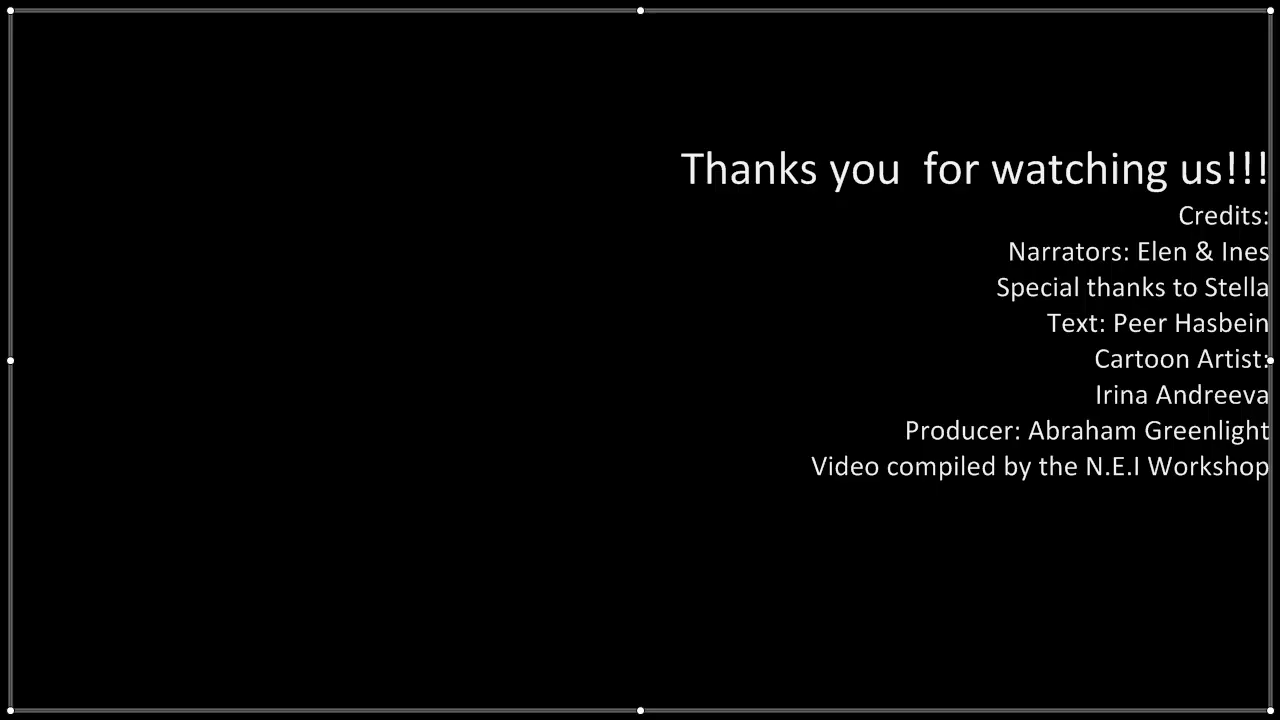 Thanks you  for watching us!!!
Credits:
Narrators: Elen & Ines
Special thanks to Stella
Text: Peer Hasbein
Cartoon Artist:
Irina Andreeva
Producer: Abraham Greenlight
Video compiled by the N.E.I Workshop